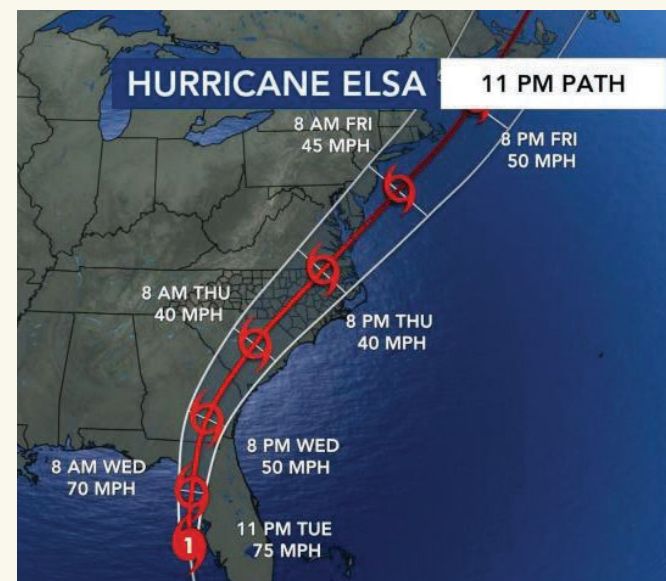 HURRICANE ELSA
11 PM PATH
8 AM FRI
45 MPH
8 PM FRI
50 MPH
8 AM THU
40 MPH
8 PM THU
40 MPH
8 AM WED
70 MPH
8 PM WED
50 MPH
1
11 PM TUE
75 MPH